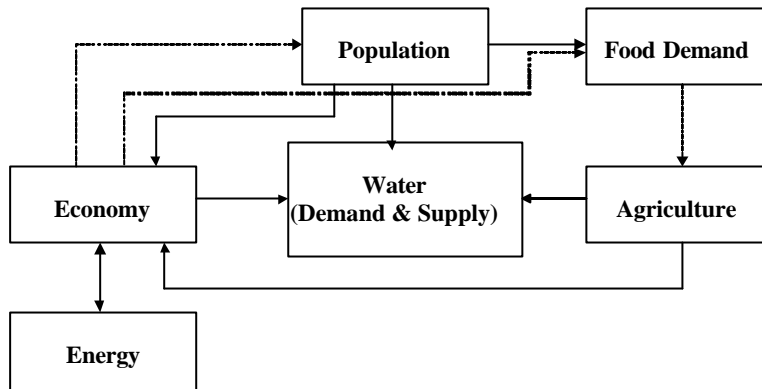 Population
Food Demand
Water
(Demand & Supply)
Economy
Agriculture
Energy